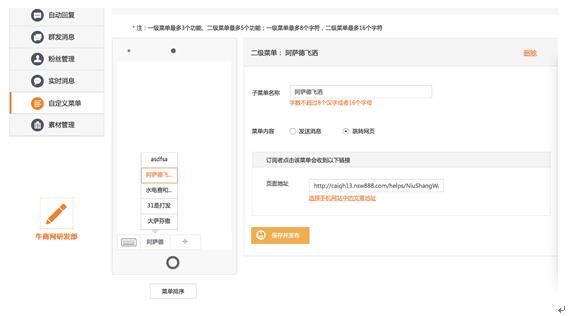 自动回复
群发消息
粉丝管理
实时消息
自定义菜单
素材管理
牛商网研发部
* 注：一级菜单最多3个功能、二级菜单最多5个功能；一级菜单最多8个字符，二级菜单最多16个字符
asdfsa
阿萨德飞...
水电费和...
31是打发
大萨芬撒
阿萨德
菜单排序
二级菜单： 阿萨德飞洒
删除
子菜单名称
阿萨德飞洒
字数不超过8个汉字或者16个字母
菜单内容
发送消息
跳转网页
订阅者点击该菜单会收到以下链接
页面地址
http://caiqh13.nsw888.com/helps/NiuShangW
选择手机网站中的文章地址
保存并发布